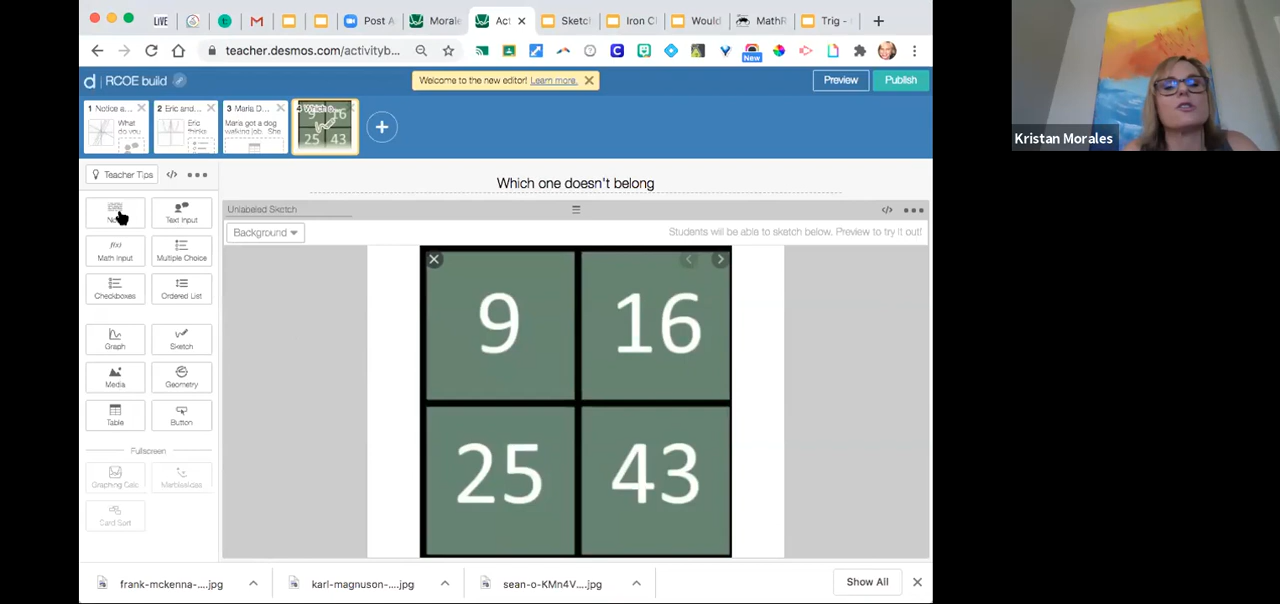 LIVE
Post A
Morale
Act
Sketc
Iron C
Would
MathR
Trig -
teacher.desmos.com/activityb...
New
d | RCOE build
Welcome to the new editor! Learn more.
Preview
Publish
1 Notice a...
What
do you
2 Eric and...
Eric
thinks
3 Maria D...
Maria got a dog
walking job. She
Teacher Tips
Which one doesn't belong
Text Input
Unlabeled Sketch
Background
Students will be able to sketch below. Preview to try it out!
Math Input
Multiple Choice
Checkboxes
Ordered List
Graph
Sketch
Media
Geometry
Table
Button
Fullscreen
Graphing Calc
Marbleslides
Card Sort
9
16
25
43
frank-mckenna-....jpg
karl-magnuson-....jpg
sean-o-KMn4V....jpg
Show All
Kristan Morales